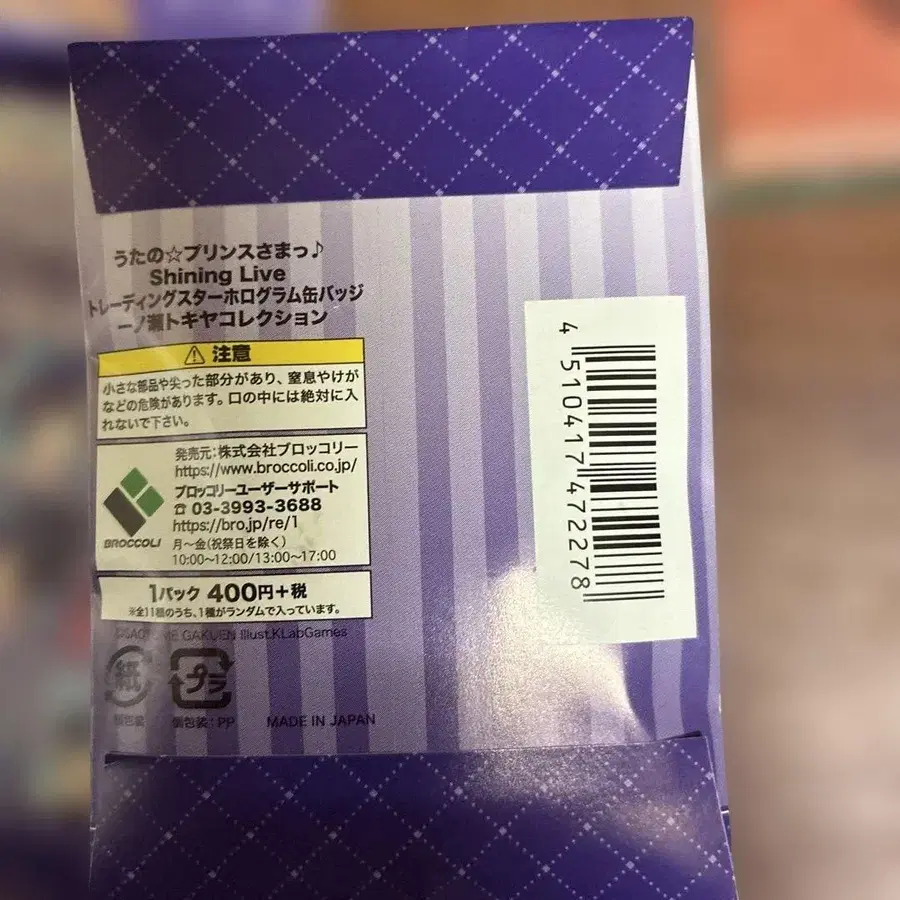 うたの☆プリンスさまっ♪
Shining Live
トレーディングスターホログラム缶バッジ
一ノ瀬トキヤコレクション
⚠ 注意
小さな部品や尖った部分があり、窒息やけが
などの危険があります。口の中には絶対に入
れないで下さい。
発売元:株式会社ブロッコリー
https://www.broccoli.co.jp/
ブロッコリーユーザーサポート
☎ 03-3993-3688
https://bro.jp/re/1
月〜金(祝祭日を除く)
10:00〜12:00/13:00〜17:00
BROCCOLI
1パック 400円+税
※全11種のうち、1種がランダムで入っています。
GAKUEN Illust.KLabGames
紙
プラ
個包装
個包装:PP
MADE IN JAPAN
4 510417 472278